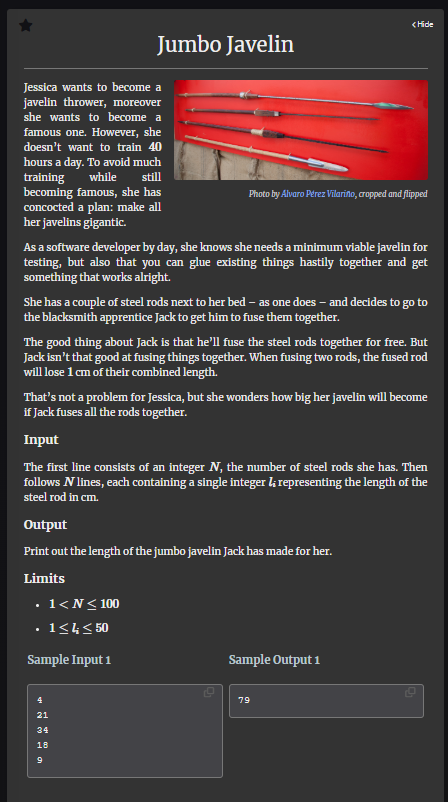 < Hide
Jumbo Javelin
Jessica wants to become a
javelin thrower, moreover
she wants to become a
famous one. However, she
doesn't want to train 40
hours a day. To avoid much
training while still
becoming famous, she has
concocted a plan: make all
her javelins gigantic.
Photo by Álvaro Pérez Vilariño, cropped and flipped
As a software developer by day, she knows she needs a minimum viable javelin for
testing, but also that you can glue existing things hastily together and get
something that works alright.
She has a couple of steel rods next to her bed – as one does – and decides to go to
the blacksmith apprentice Jack to get him to fuse them together.
The good thing about Jack is that he'll fuse the steel rods together for free. But
Jack isn't that good at fusing things together. When fusing two rods, the fused rod
will lose 1 cm of their combined length.
That's not a problem for Jessica, but she wonders how big her javelin will become
if Jack fuses all the rods together.
Input
The first line consists of an integer N, the number of steel rods she has. Then
follows N lines, each containing a single integer lᵢ representing the length of the
steel rod in cm.
Output
Print out the length of the jumbo javelin Jack has made for her.
Limits
• 1 < N ≤ 100
• 1 ≤ lᵢ ≤ 50
Sample Input 1 Sample Output 1
4 79
21
34
18
9